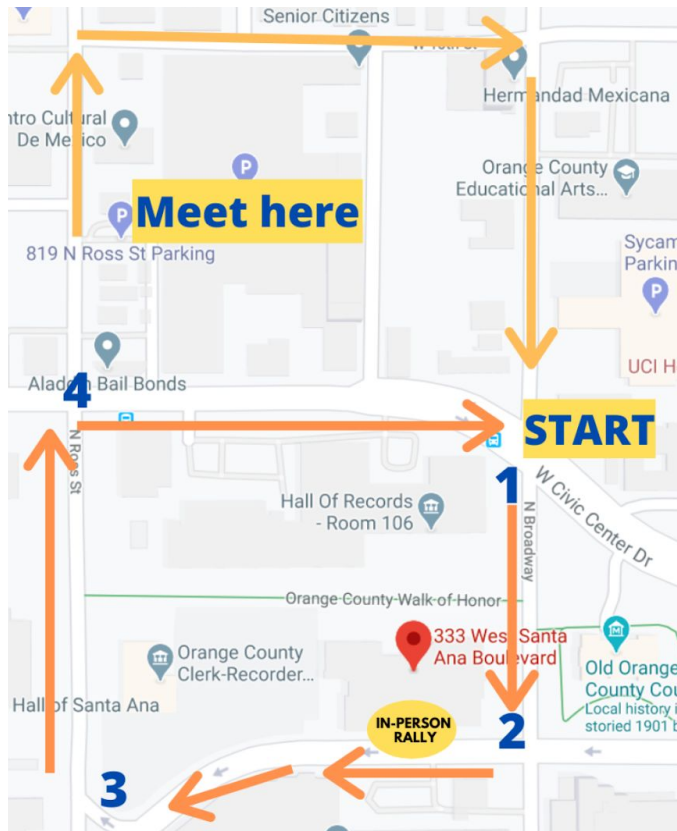 Senior Citizens
Hermandad Mexicana
ntro Cultural
De Mexico
P
Orange County
Educational Arts...
Meet here
P
819 N Ross St Parking
Sycam
Parkin
P
UCI H
Aladdin Bail Bonds
4
START
N Ross St
1
W Civic Center Dr
Hall Of Records
- Room 106
N Broadway
Orange County Walk of Honor
333 West Santa
Ana Boulevard
Orange County
Clerk-Recorder...
Old Orange
County Cou
Local history i
storied 1901 b
Hall of Santa Ana
IN-PERSON
RALLY
2
3